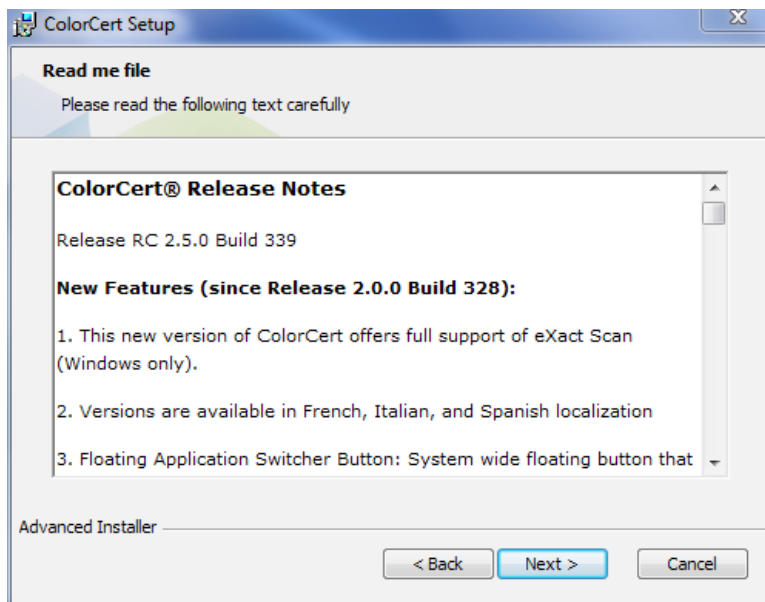 ColorCert Setup
Read me file
Please read the following text carefully
ColorCert® Release Notes
Release RC 2.5.0 Build 339
New Features (since Release 2.0.0 Build 328):
1. This new version of ColorCert offers full support of eXact Scan
(Windows only).
2. Versions are available in French, Italian, and Spanish localization
3. Floating Application Switcher Button: System wide floating button that
Advanced Installer
< Back Next > Cancel